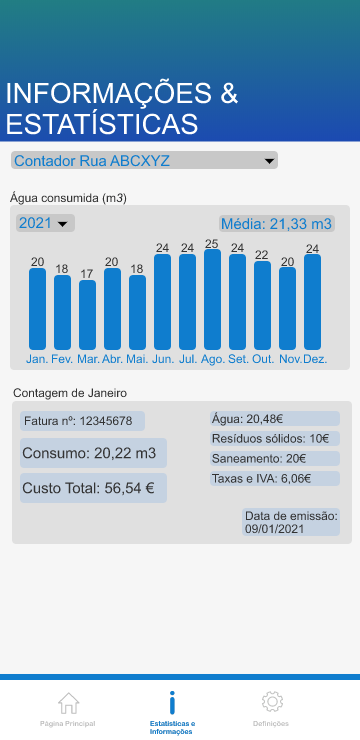 INFORMAÇÕES &
ESTATÍSTICAS
Contador Rua ABCXYZ
Água consumida (m3)
2021
Média: 21,33 m3
20 18 17 20 18 24 24 25 24 22 20 24
Jan. Fev. Mar. Abr. Mai. Jun. Jul. Ago. Set. Out. Nov. Dez.
Contagem de Janeiro
Fatura nº: 12345678
Consumo: 20,22 m3
Custo Total: 56,54 €
Água: 20,48€
Resíduos sólidos: 10€
Saneamento: 20€
Taxas e IVA: 6,06€
Data de emissão:
09/01/2021
Página Principal
Estatísticas e
Informações
Definições